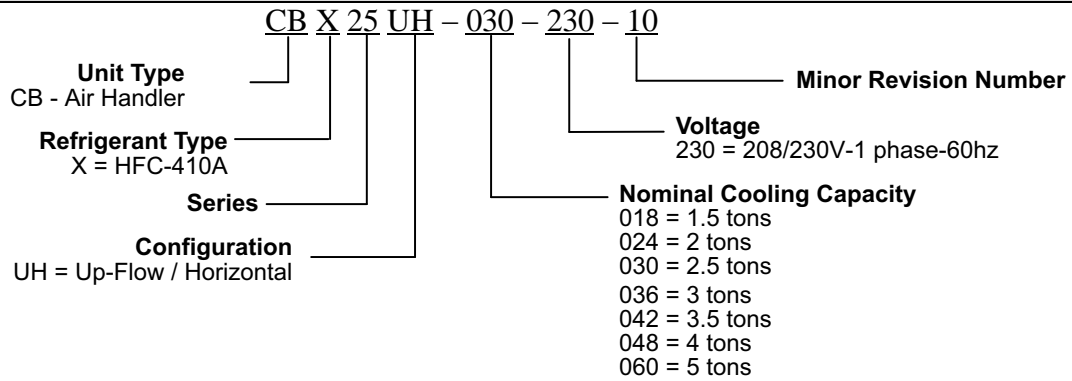 CB X 25 UH – 030 – 230 – 10
Unit Type
CB - Air Handler
Refrigerant Type
X = HFC-410A
Series
Configuration
UH = Up-Flow / Horizontal
Minor Revision Number
Voltage
230 = 208/230V-1 phase-60hz
Nominal Cooling Capacity
018 = 1.5 tons
024 = 2 tons
030 = 2.5 tons
036 = 3 tons
042 = 3.5 tons
048 = 4 tons
060 = 5 tons